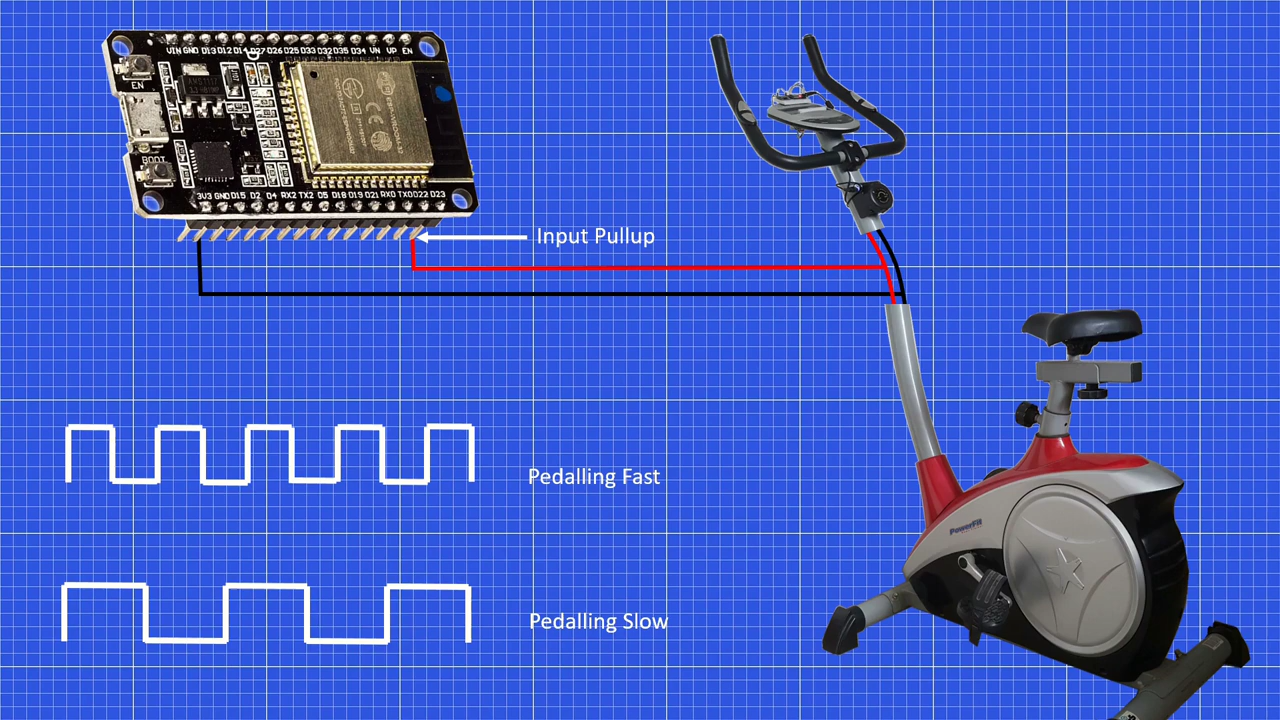 VIN GND D13 D12 D14 D27 D26 D25 D33 D32 D35 D34 VN VP EN
EN
BOOT
3V3 GND D15 D2 D4 RX2 TX2 D5 D18 D19 D21 RX0 TX0 D22 D23
Input Pullup
Pedalling Fast
PowerFit
Pedalling Slow